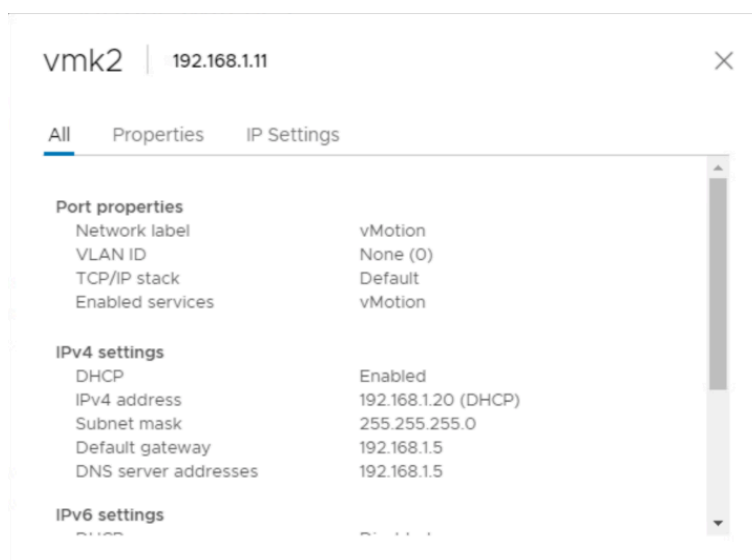 vmk2 192.168.1.11
All Properties IP Settings
Port properties
Network label vMotion
VLAN ID None (0)
TCP/IP stack Default
Enabled services vMotion
IPv4 settings
DHCP Enabled
IPv4 address 192.168.1.20 (DHCP)
Subnet mask 255.255.255.0
Default gateway 192.168.1.5
DNS server addresses 192.168.1.5
IPv6 settings